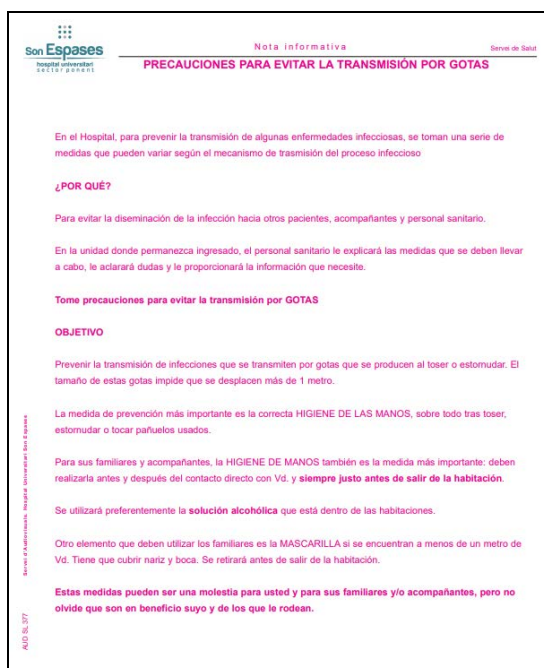 Son Espases
hospital universitari
sector ponent
Nota informativa
Servei de Salut
PRECAUCIONES PARA EVITAR LA TRANSMISIÓN POR GOTAS
En el Hospital, para prevenir la transmisión de algunas enfermedades infecciosas, se toman una serie de
medidas que pueden variar según el mecanismo de trasmisión del proceso infeccioso
¿POR QUÉ?
Para evitar la diseminación de la infección hacia otros pacientes, acompañantes y personal sanitario.
En la unidad donde permanezca ingresado, el personal sanitario le explicará las medidas que se deben llevar
a cabo, le aclarará dudas y le proporcionará la información que necesite.
Tome precauciones para evitar la transmisión por GOTAS
OBJETIVO
Prevenir la transmisión de infecciones que se transmiten por gotas que se producen al toser o estornudar. El
tamaño de estas gotas impide que se desplacen más de 1 metro.
La medida de prevención más importante es la correcta HIGIENE DE LAS MANOS, sobre todo tras toser,
estornudar o tocar pañuelos usados.
Para sus familiares y acompañantes, la HIGIENE DE MANOS también es la medida más importante: deben
realizarla antes y después del contacto directo con Vd. y siempre justo antes de salir de la habitación.
Se utilizará preferentemente la solución alcohólica que está dentro de las habitaciones.
Otro elemento que deben utilizar los familiares es la MASCARILLA si se encuentran a menos de un metro de
Vd. Tiene que cubrir nariz y boca. Se retirará antes de salir de la habitación.
Estas medidas pueden ser una molestia para usted y para sus familiares y/o acompañantes, pero no
olvide que son en beneficio suyo y de los que le rodean.
Servei d'Audiovisuals. Hospital Universitari Son Espases
AUD SL 377